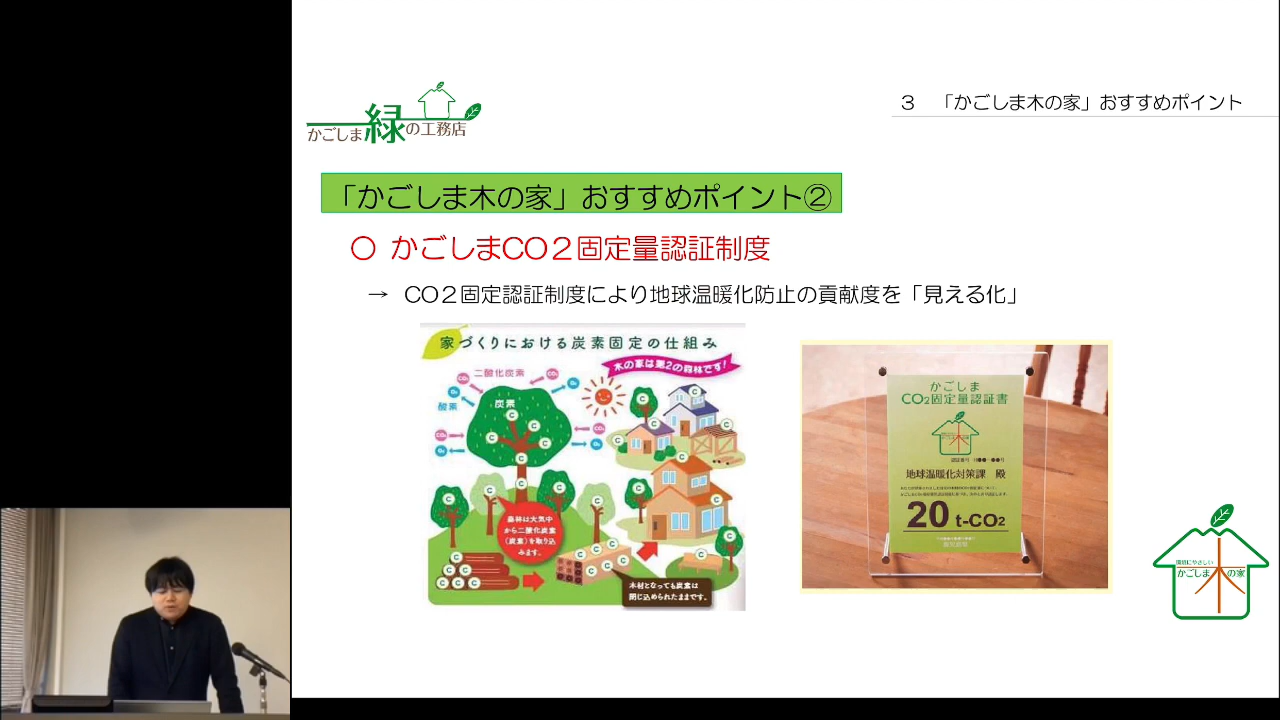 かごしま緑の工務店
3 「かごしま木の家」おすすめポイント
「かごしま木の家」おすすめポイント②
〇 かごしまCO2固定量認証制度
→ CO2固定認証制度により地球温暖化防止の貢献度を「見える化」
家づくりにおける炭素固定の仕組み
木の家は第2の森林です!
二酸化炭素
酸素
炭素
森林は大気中
から二酸化炭素
(炭素)を取り込
みます。
木材となっても炭素は
閉じ込められたままです。
かごしま
CO2固定量認証書
地球温暖化対策課 殿
20 t-CO2
環境にやさしい
かごしま木の家